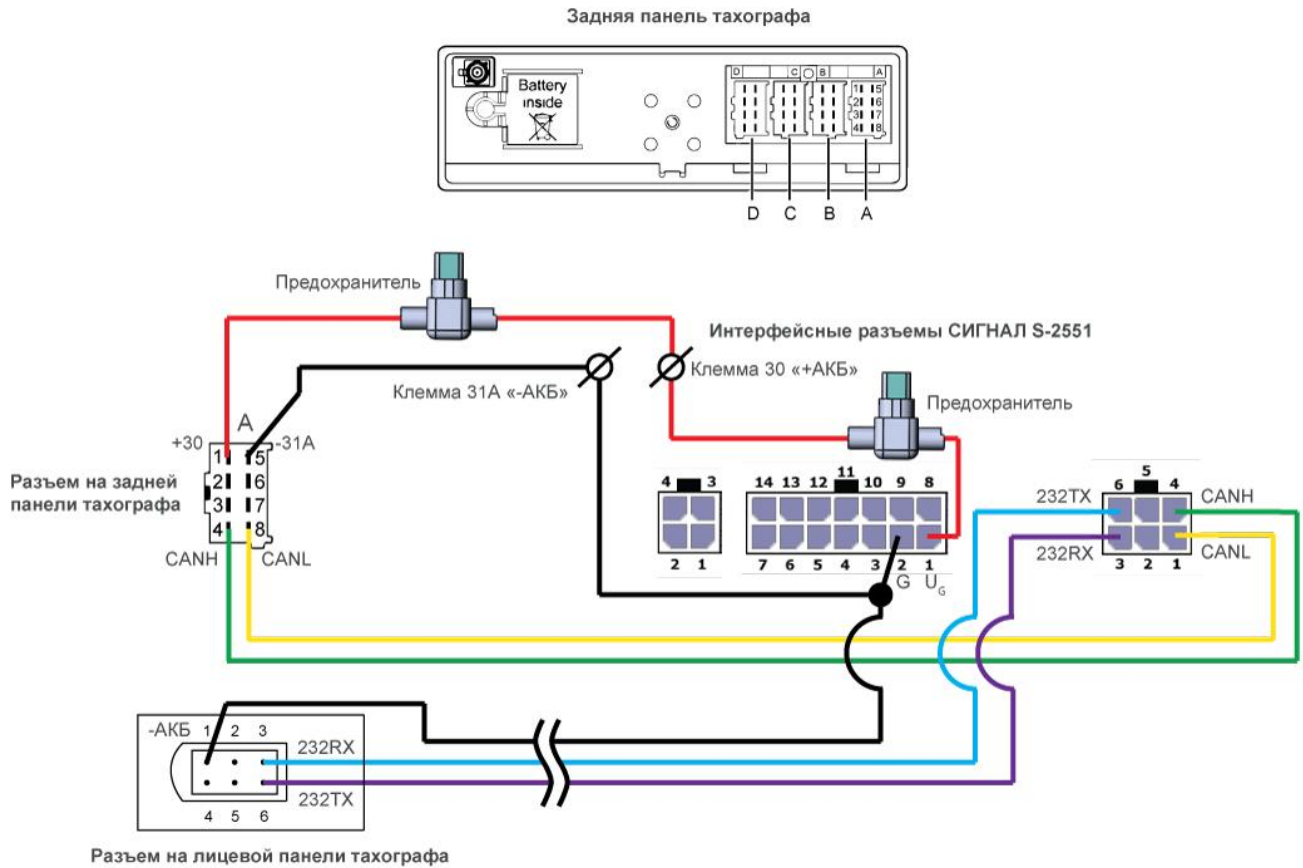 Задняя панель тахографа
D C B A
Battery
inside
1 5
2 6
3 7
4 8
D C B A
Предохранитель
Интерфейсные разъемы СИГНАЛ S-2551
Клемма 30 «+АКБ»
Клемма 31А «-АКБ»
Предохранитель
A
+30 -31A
Разъем на задней
панели тахографа
1 5
2 6
3 7
4 8
CANH CANL
4 3
2 1
14 13 12 11 10 9 8
7 6 5 4 3 2 1
G UG
6 5 4
232TX CANH
232RX CANL
3 2 1
-АКБ 1 2 3
232RX
232TX
4 5 6
Разъем на лицевой панели тахографа